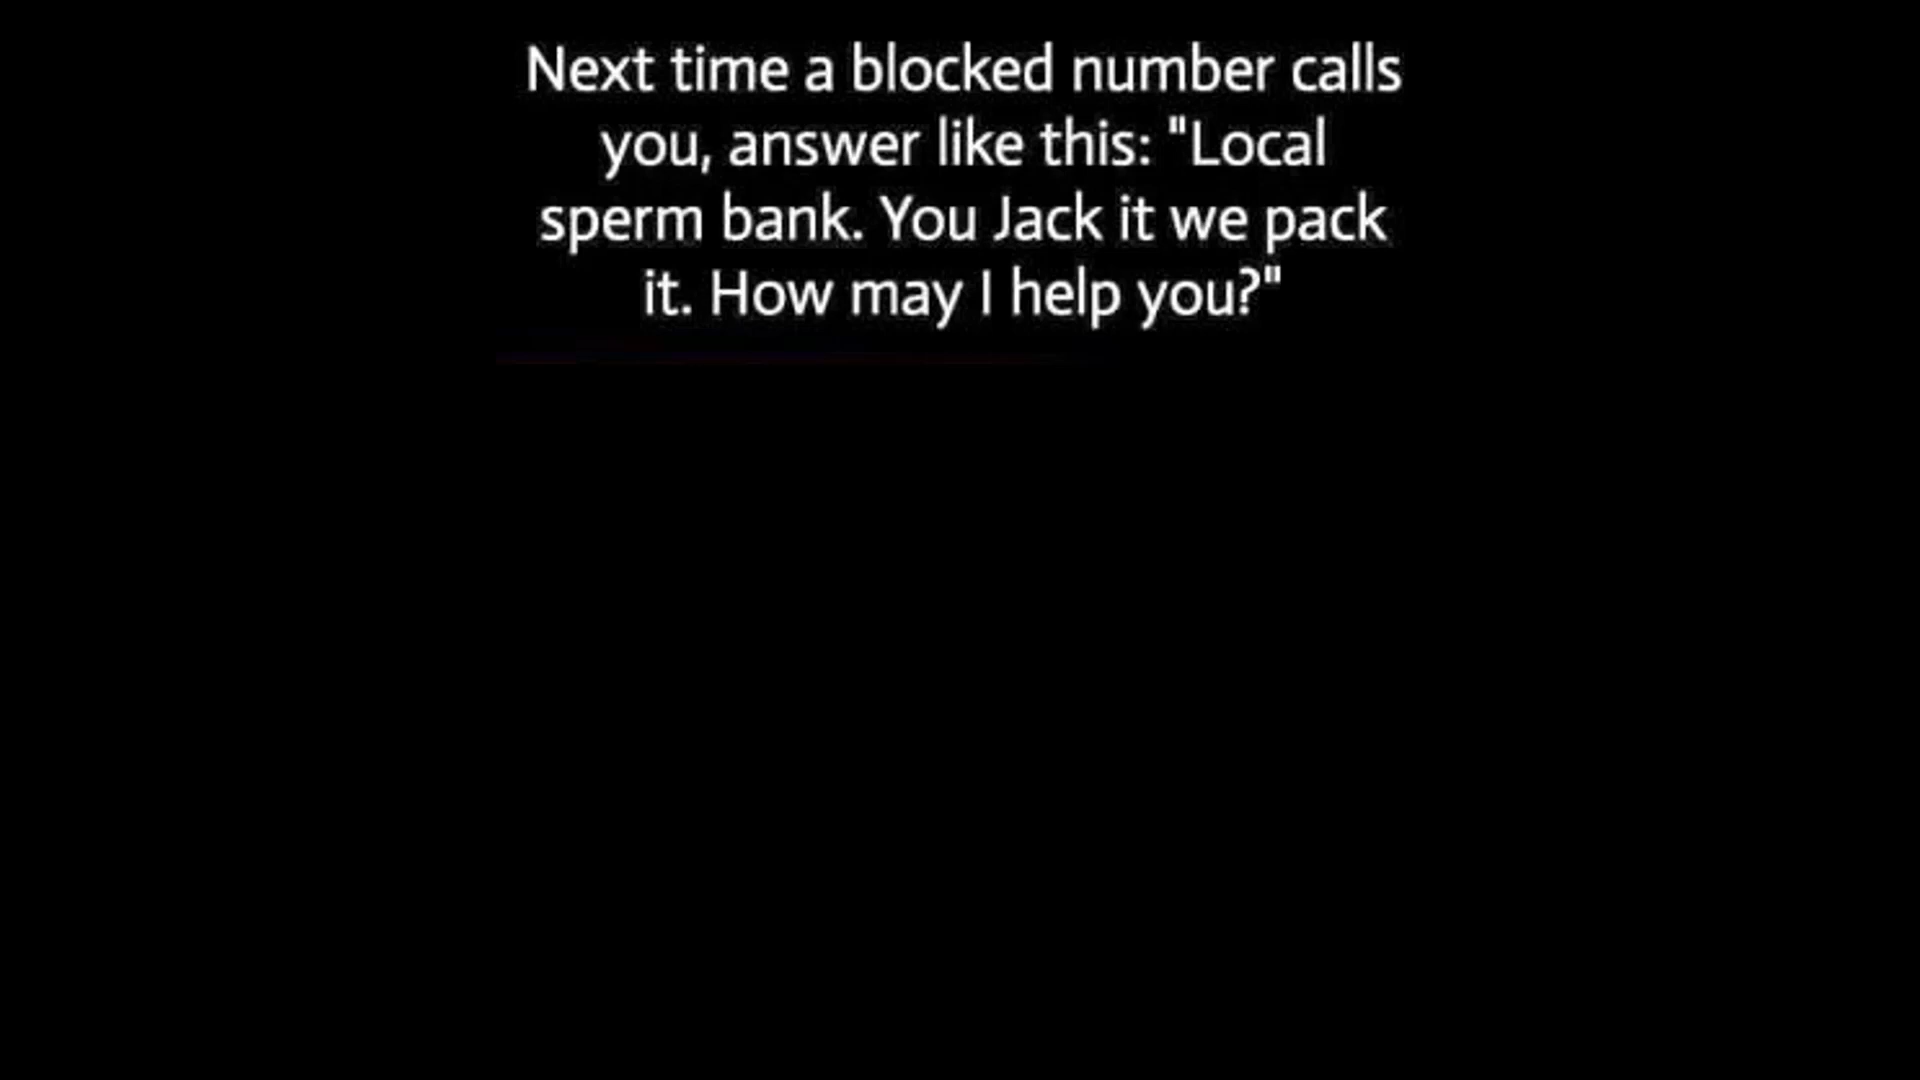 Next time a blocked number calls
you, answer like this: "Local
sperm bank. You Jack it we pack
it. How may I help you?"